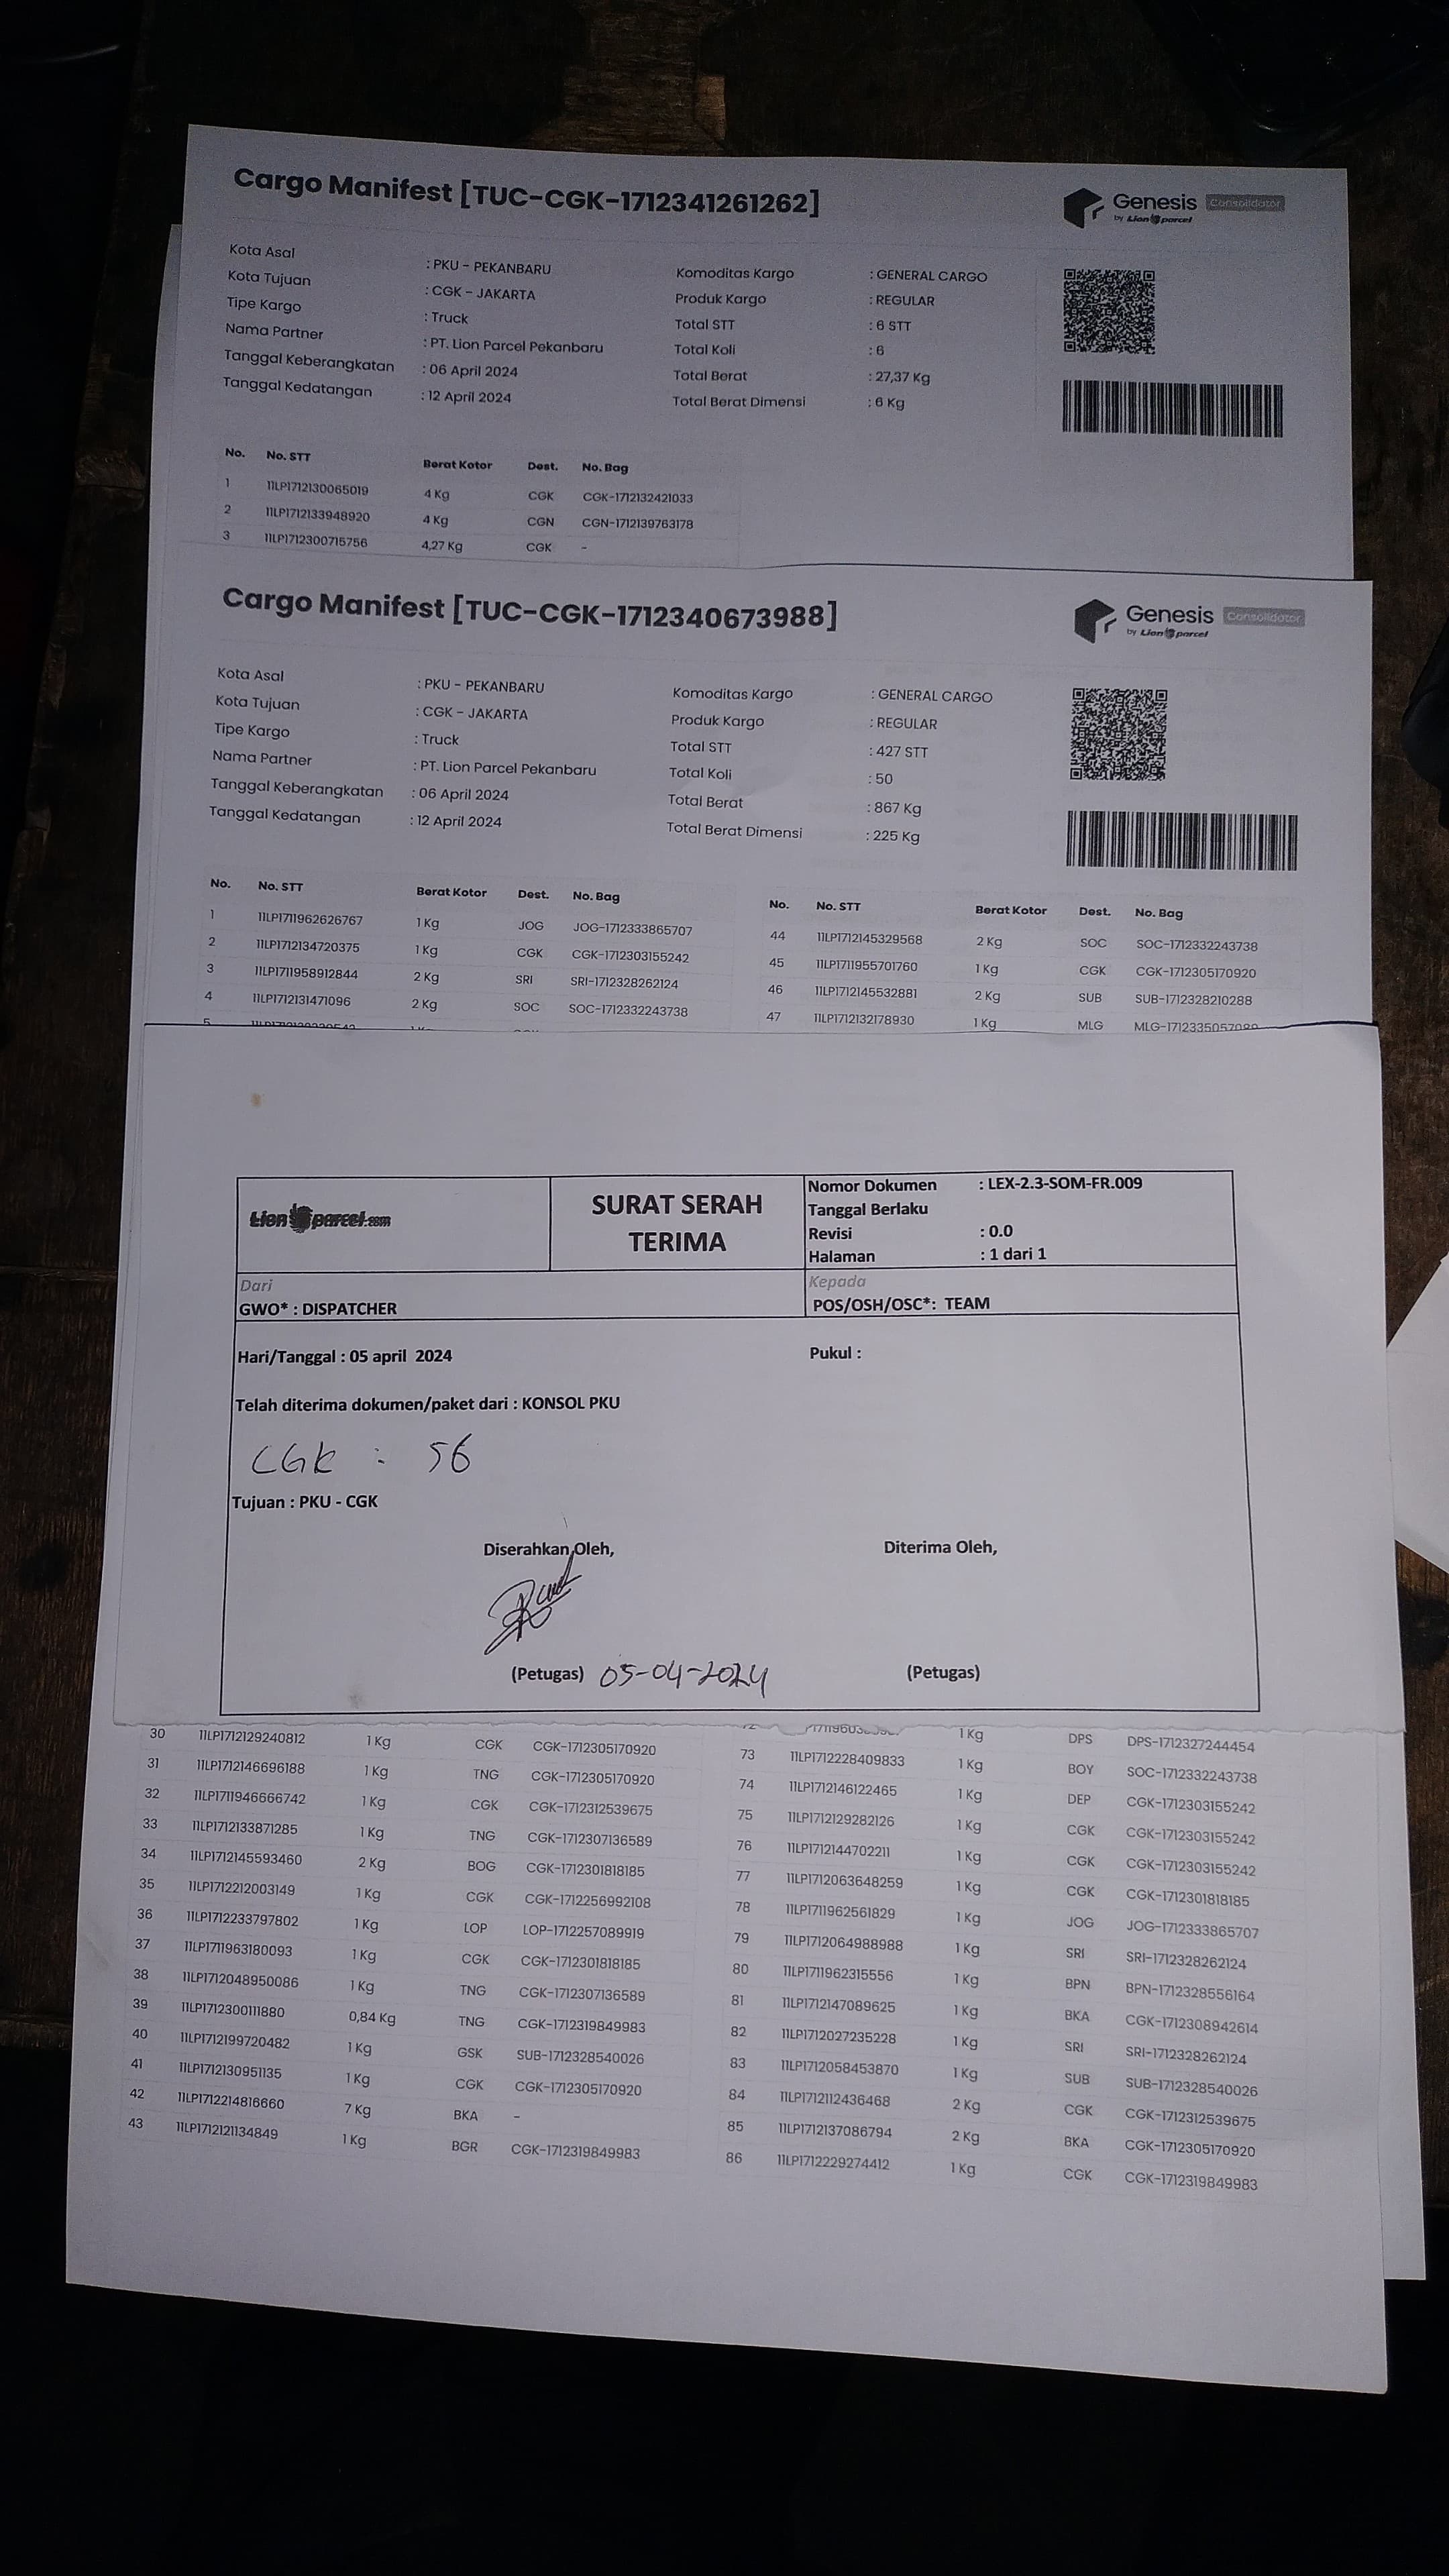 Cargo Manifest [TUC-CGK-1712341261262]
Genesis Consolidator
by Lion parcel
Kota Asal : PKU - PEKANBARU
Kota Tujuan : CGK - JAKARTA
Tipe Kargo : Truck
Nama Partner : PT. Lion Parcel Pekanbaru
Tanggal Keberangkatan : 06 April 2024
Tanggal Kedatangan : 12 April 2024
Komoditas Kargo : GENERAL CARGO
Produk Kargo : REGULAR
Total STT : 6 STT
Total Koli : 6
Total Berat : 27,37 Kg
Total Berat Dimensi : 6 Kg
No. No. STT Berat Kotor Dest. No. Bag
1 11LP1712130065019 4 Kg CGK CGK-1712132421033
2 11LP1712133948920 4 Kg CGN CGN-1712139763178
3 11LP1712300715756 4,27 Kg CGK -
Cargo Manifest [TUC-CGK-1712340673988]
Genesis Consolidator
by Lion parcel
Kota Asal : PKU - PEKANBARU
Kota Tujuan : CGK - JAKARTA
Tipe Kargo : Truck
Nama Partner : PT. Lion Parcel Pekanbaru
Tanggal Keberangkatan : 06 April 2024
Tanggal Kedatangan : 12 April 2024
Komoditas Kargo : GENERAL CARGO
Produk Kargo : REGULAR
Total STT : 427 STT
Total Koli : 50
Total Berat : 867 Kg
Total Berat Dimensi : 225 Kg
No. No. STT Berat Kotor Dest. No. Bag
1 11LP1711962626767 1 Kg JOG JOG-1712333865707
2 11LP1712134720375 1 Kg CGK CGK-1712303155242
3 11LP1711958912844 2 Kg SRI SRI-1712328262124
4 11LP1712131471096 2 Kg SOC SOC-1712332243738
5
No. No. STT Berat Kotor Dest. No. Bag
44 11LP1712145329568 2 Kg SOC SOC-1712332243738
45 11LP1711955701760 1 Kg CGK CGK-1712305170920
46 11LP1712145532881 2 Kg SUB SUB-1712328210288
47 11LP1712132178930 1 Kg MLG MLG-1712335057089
Lion parcel.com
SURAT SERAH
TERIMA
Nomor Dokumen : LEX-2.3-SOM-FR.009
Tanggal Berlaku
Revisi : 0.0
Halaman : 1 dari 1
Dari
GWO* : DISPATCHER
Kepada
POS/OSH/OSC*: TEAM
Hari/Tanggal : 05 april 2024
Pukul :
Telah diterima dokumen/paket dari : KONSOL PKU
CGK : 56
Tujuan : PKU - CGK
Diserahkan Oleh,
Diterima Oleh,
(Petugas) 05-04-2024
(Petugas)
30 11LP1712129240812 1 Kg CGK CGK-1712305170920
31 11LP1712146696188 1 Kg TNG CGK-1712305170920
32 11LP1711946666742 1 Kg CGK CGK-1712312539675
33 11LP1712133871285 1 Kg TNG CGK-1712307136589
34 11LP1712145593460 2 Kg BOG CGK-1712301818185
35 11LP1712212003149 1 Kg CGK CGK-1712256992108
36 11LP1712233797802 1 Kg LOP LOP-1712257089919
37 11LP1711963180093 1 Kg CGK CGK-1712301818185
38 11LP1712048950086 1 Kg TNG CGK-1712307136589
39 11LP1712300111880 0,84 Kg TNG CGK-1712319849983
40 11LP1712199720482 1 Kg GSK SUB-1712328540026
41 11LP1712130951135 1 Kg CGK CGK-1712305170920
42 11LP1712214816660 7 Kg BKA -
43 11LP1712121134849 1 Kg BGR CGK-1712319849983
1 Kg DPS DPS-1712327244454
73 11LP1712228409833 1 Kg BOY SOC-1712332243738
74 11LP1712146122465 1 Kg DEP CGK-1712303155242
75 11LP1712129282126 1 Kg CGK CGK-1712303155242
76 11LP1712144702211 1 Kg CGK CGK-1712303155242
77 11LP1712063648259 1 Kg CGK CGK-1712301818185
78 11LP1711962561829 1 Kg JOG JOG-1712333865707
79 11LP1712064988988 1 Kg SRI SRI-1712328262124
80 11LP1711962315556 1 Kg BPN BPN-1712328556164
81 11LP1712147089625 1 Kg BKA CGK-1712308942614
82 11LP1712027235228 1 Kg SRI SRI-1712328262124
83 11LP1712058453870 1 Kg SUB SUB-1712328540026
84 11LP1712112436468 2 Kg CGK CGK-1712312539675
85 11LP1712137086794 2 Kg BKA CGK-1712305170920
86 11LP1712229274412 1 Kg CGK CGK-1712319849983